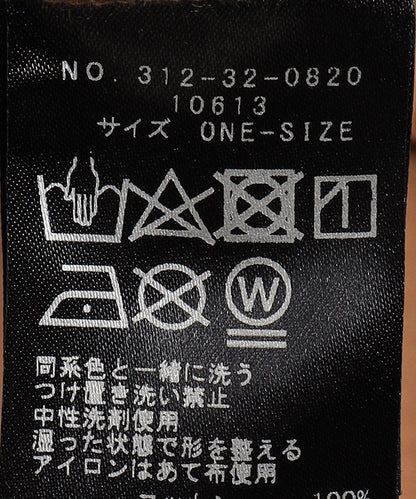 NO. 312-32-0820
10613
サイズ ONE-SIZE
W
同系色と一緒に洗う
つけ置き洗い禁止
中性洗剤使用
湿った状態で形を整える
アイロンはあて布使用
100%